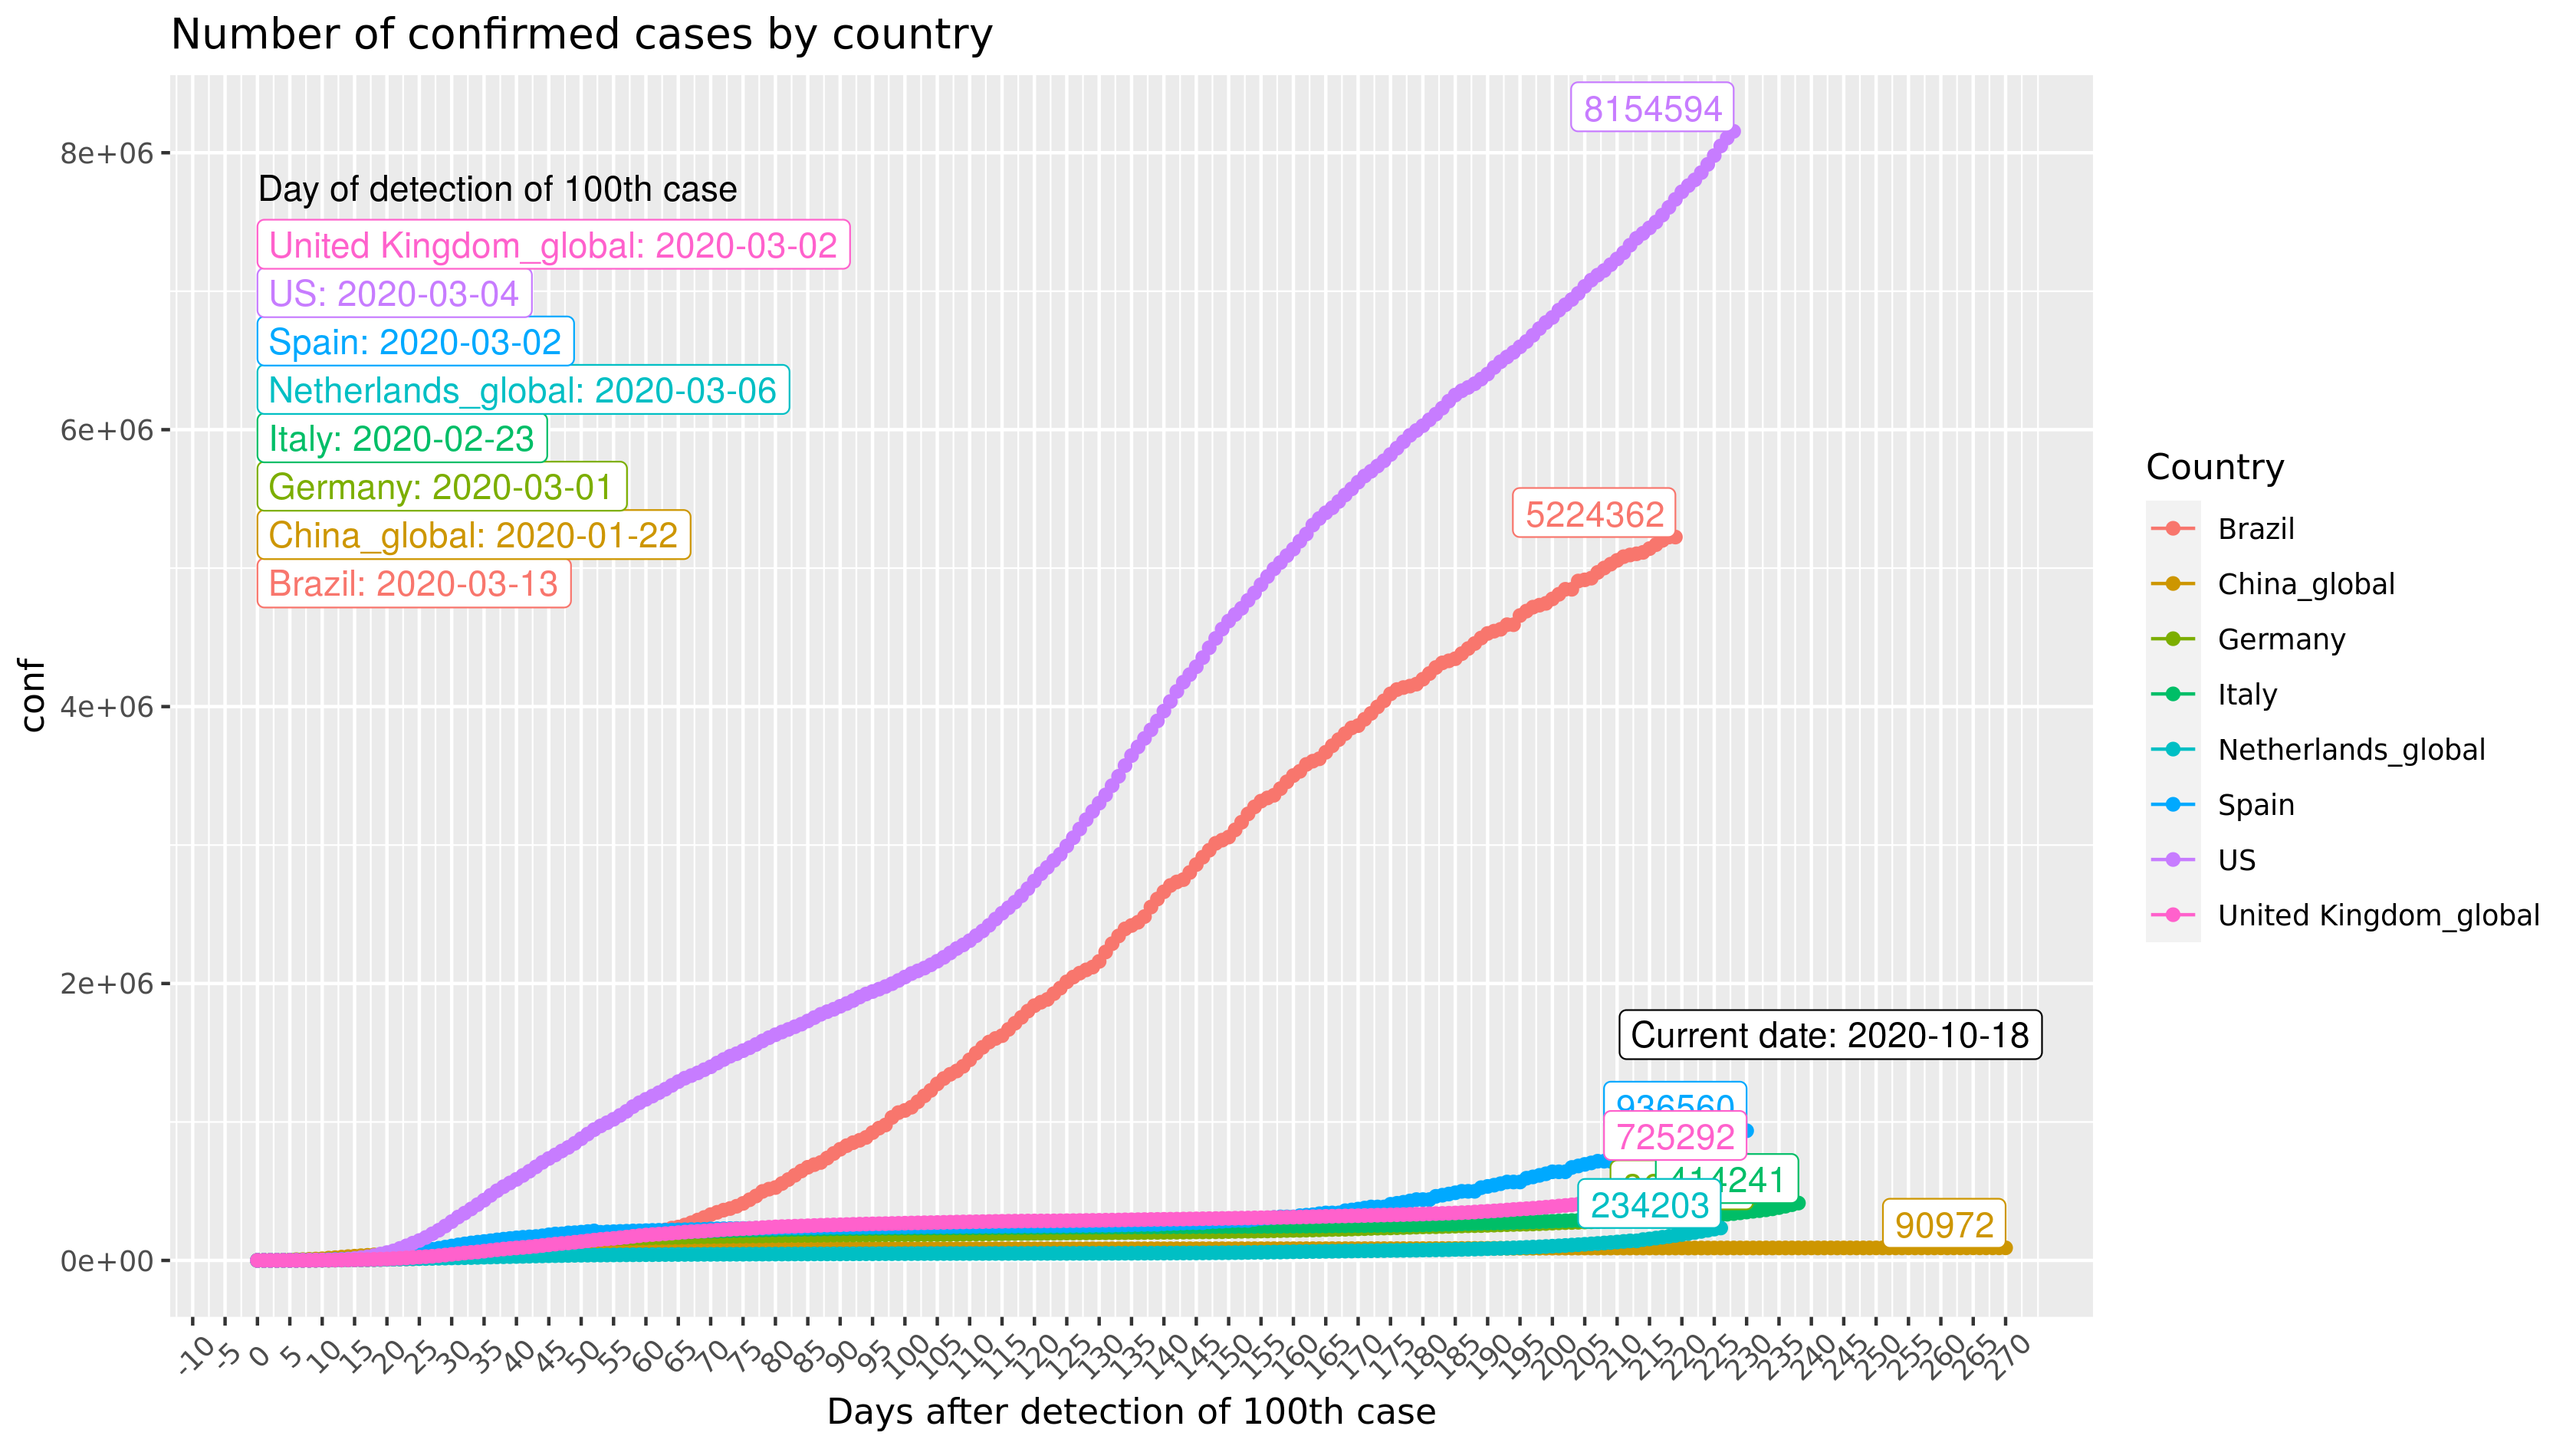 Number of confirmed cases by country
8154594
8e+06
Day of detection of 100th case
United Kingdom_global: 2020-03-02
US: 2020-03-04
Spain: 2020-03-02
Netherlands_global: 2020-03-06
6e+06
Italy: 2020-02-23
Germany: 2020-03-01
5224362
China_global: 2020-01-22
Brazil: 2020-03-13
conf
4e+06
2e+06
Current date: 2020-10-18
936560
725292
414241
234203
90972
0e+00
-10 -5 0 5 10 15 20 25 30 35 40 45 50 55 60 65 70 75 80 85 90 95 100 105 110 115 120 125 130 135 140 145 150 155 160 165 170 175 180 185 190 195 200 205 210 215 220 225 230 235 240 245 250 255 260 265 270
Days after detection of 100th case
Country
Brazil
China_global
Germany
Italy
Netherlands_global
Spain
US
United Kingdom_global